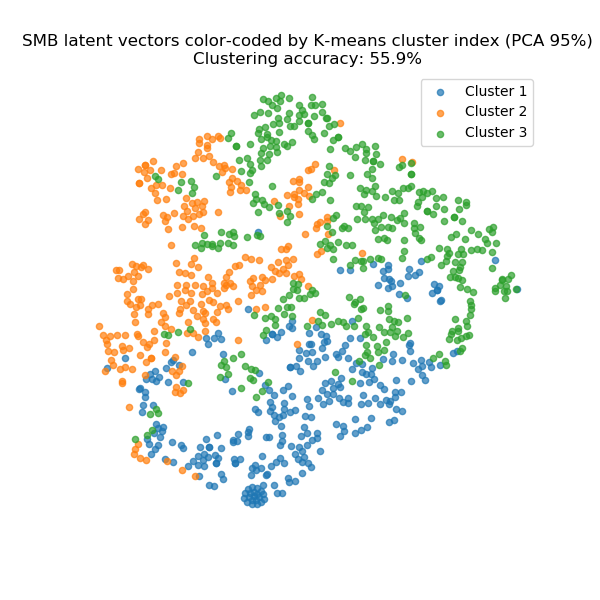 SMB latent vectors color-coded by K-means cluster index (PCA 95%)
Clustering accuracy: 55.9%
Cluster 1
Cluster 2
Cluster 3